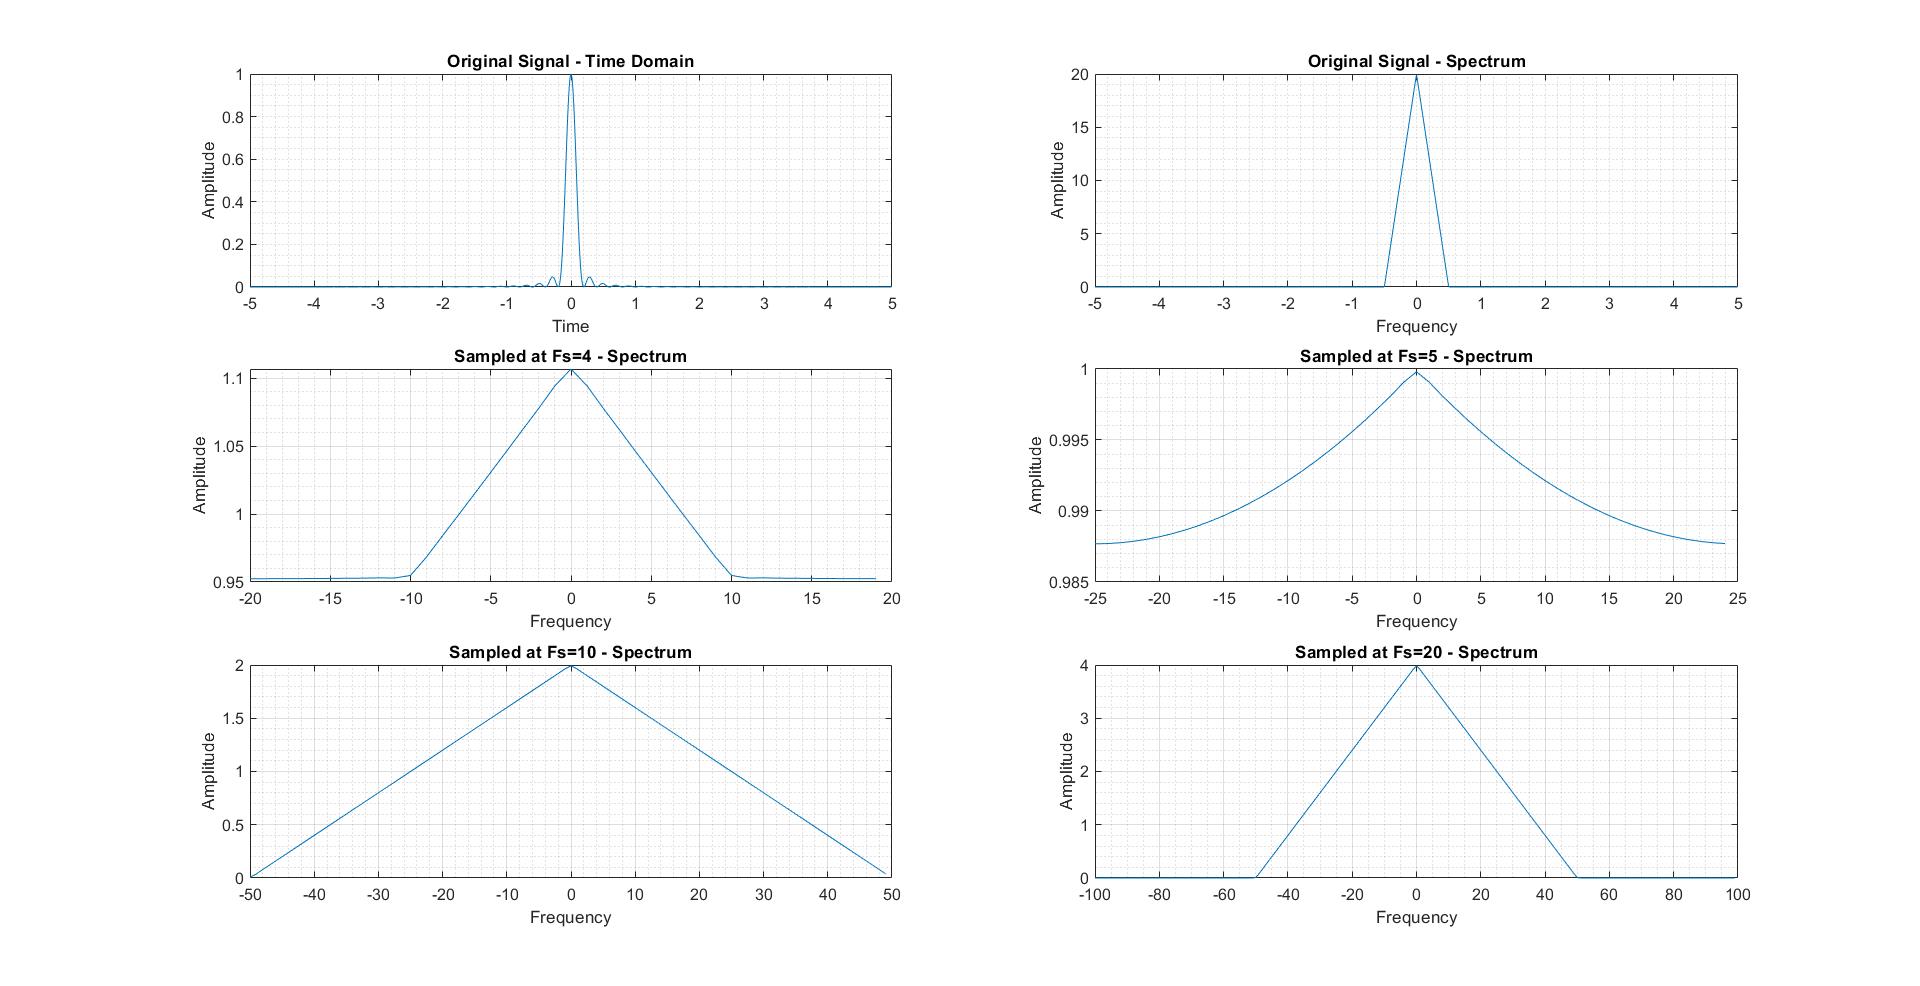 Original Signal - Time Domain
Amplitude
1
0.8
0.6
0.4
0.2
0
-5 -4 -3 -2 -1 0 1 2 3 4 5
Time
Original Signal - Spectrum
Amplitude
20
15
10
5
0
-5 -4 -3 -2 -1 0 1 2 3 4 5
Frequency
Sampled at Fs=4 - Spectrum
Amplitude
1.1
1.05
1
0.95
-20 -15 -10 -5 0 5 10 15 20
Frequency
Sampled at Fs=5 - Spectrum
Amplitude
1
0.995
0.99
0.985
-25 -20 -15 -10 -5 0 5 10 15 20 25
Frequency
Sampled at Fs=10 - Spectrum
Amplitude
2
1.5
1
0.5
0
-50 -40 -30 -20 -10 0 10 20 30 40 50
Frequency
Sampled at Fs=20 - Spectrum
Amplitude
4
3
2
1
0
-100 -80 -60 -40 -20 0 20 40 60 80 100
Frequency